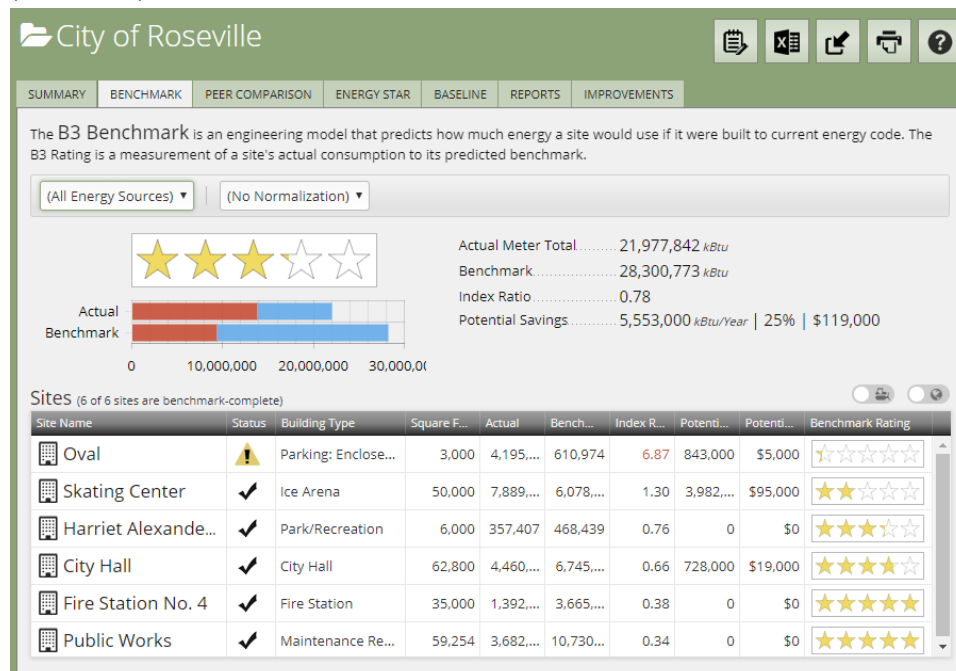 City of Roseville
SUMMARY BENCHMARK PEER COMPARISON ENERGY STAR BASELINE REPORTS IMPROVEMENTS
The B3 Benchmark is an engineering model that predicts how much energy a site would use if it were built to current energy code. The
B3 Rating is a measurement of a site's actual consumption to its predicted benchmark.
(All Energy Sources) (No Normalization)
Actual Meter Total 21,977,842 kBtu
Benchmark 28,300,773 kBtu
Index Ratio 0.78
Potential Savings 5,553,000 kBtu/Year | 25% | $119,000
Actual
Benchmark
0 10,000,000 20,000,000 30,000,0(
Sites (6 of 6 sites are benchmark-complete)
Site Name Status Building Type Square F... Actual Bench... Index R... Potenti... Potenti... Benchmark Rating
Oval Parking: Enclose... 3,000 4,195,... 610,974 6.87 843,000 $5,000
Skating Center Ice Arena 50,000 7,889,... 6,078,... 1.30 3,982,... $95,000
Harriet Alexande... Park/Recreation 6,000 357,407 468,439 0.76 0 $0
City Hall City Hall 62,800 4,460,... 6,745,... 0.66 728,000 $19,000
Fire Station No. 4 Fire Station 35,000 1,392,... 3,665,... 0.38 0 $0
Public Works Maintenance Re... 59,254 3,682,... 10,730... 0.34 0 $0